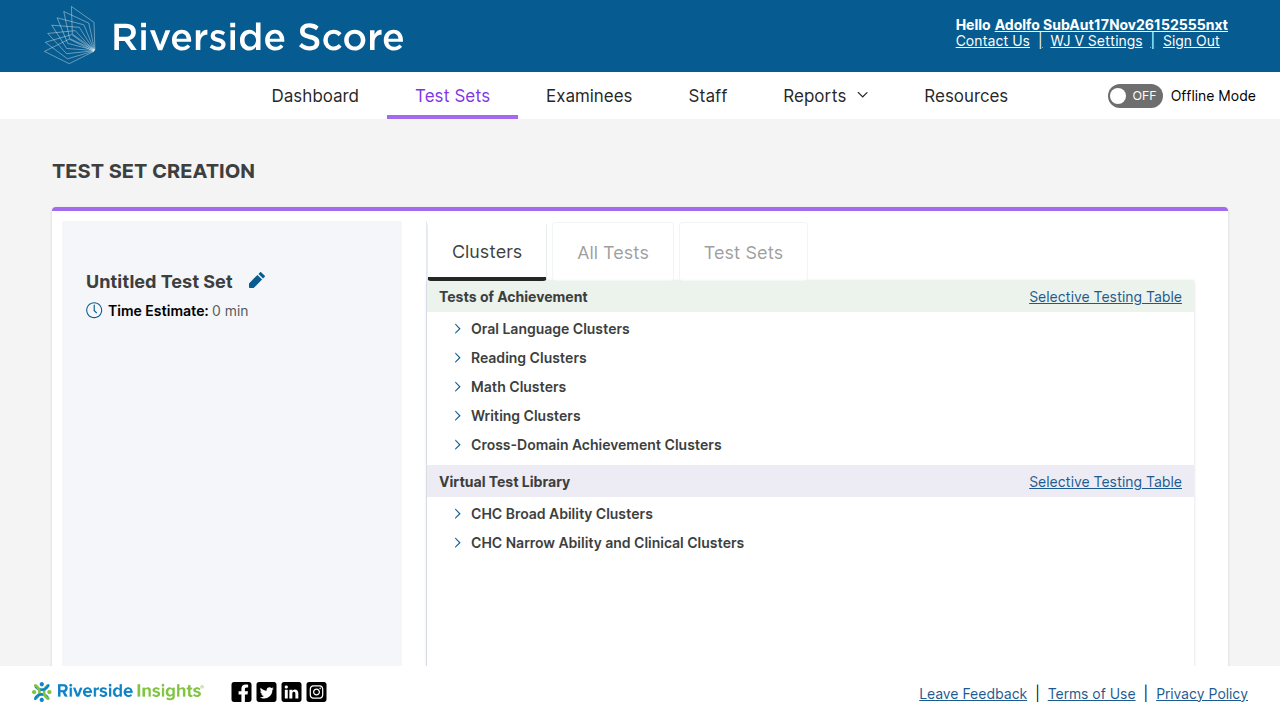 Riverside Score
Hello Adolfo SubAut17Nov26152555nxt
Contact Us | WJ V Settings | Sign Out
Dashboard Test Sets Examinees Staff Reports Resources OFF Offline Mode
TEST SET CREATION
Untitled Test Set
Time Estimate: 0 min
Clusters All Tests Test Sets
Tests of Achievement Selective Testing Table
Oral Language Clusters
Reading Clusters
Math Clusters
Writing Clusters
Cross-Domain Achievement Clusters
Virtual Test Library Selective Testing Table
CHC Broad Ability Clusters
CHC Narrow Ability and Clinical Clusters
Riverside Insights
Leave Feedback | Terms of Use | Privacy Policy